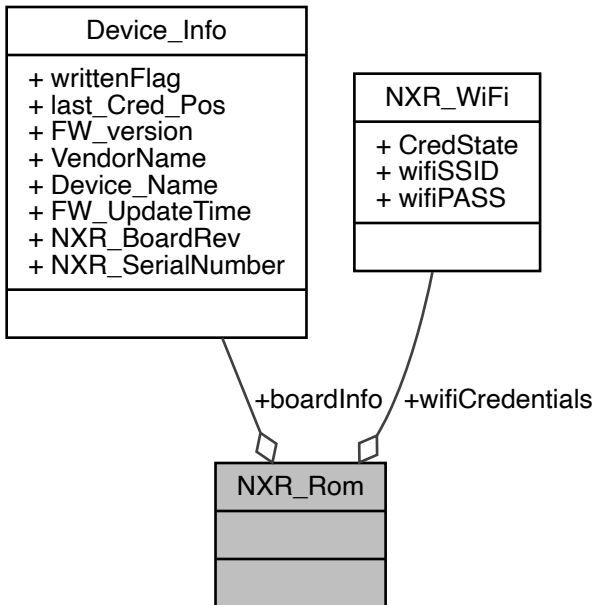 Device_Info
+ writtenFlag
+ last_Cred_Pos
+ FW_version
+ VendorName
+ Device_Name
+ FW_UpdateTime
+ NXR_BoardRev
+ NXR_SerialNumber
NXR_WiFi
+ CredState
+ wifiSSID
+ wifiPASS
+boardInfo
+wifiCredentials
NXR_Rom